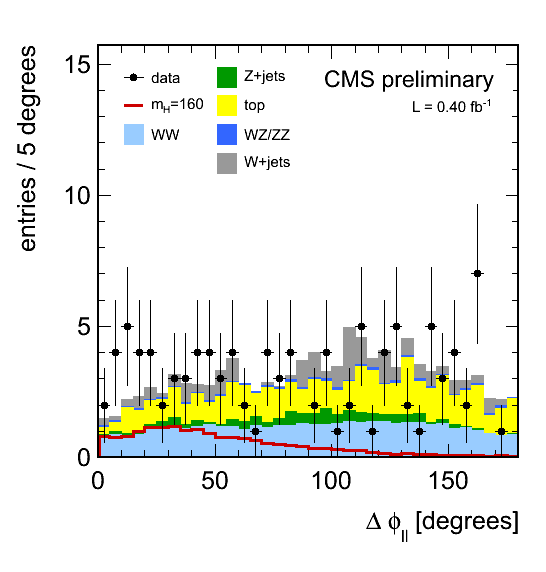 entries / 5 degrees
15
10
5
0
CMS preliminary
L = 0.40 fb⁻¹
data
m_H=160
WW
Z+jets
top
WZ/ZZ
W+jets
0 50 100 150
Δ ϕ_ll [degrees]